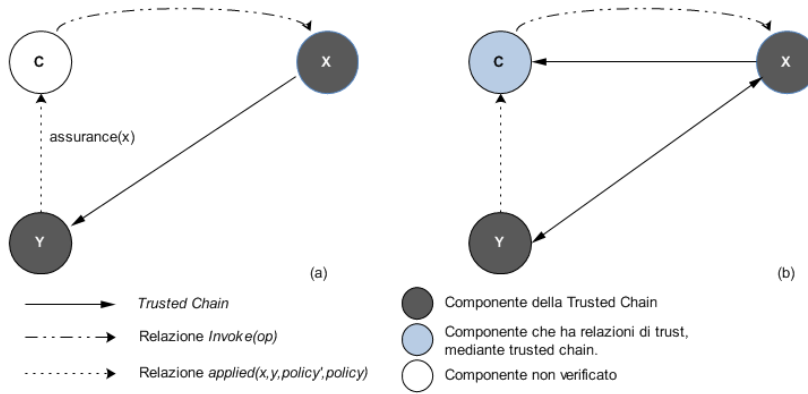 C
X
assurance(x)
Y
(a)
C
X
Y
(b)
Trusted Chain
Relazione Invoke(op)
Relazione applied(x,y,policy',policy)
Componente della Trusted Chain
Componente che ha relazioni di trust,
mediante trusted chain.
Componente non verificato